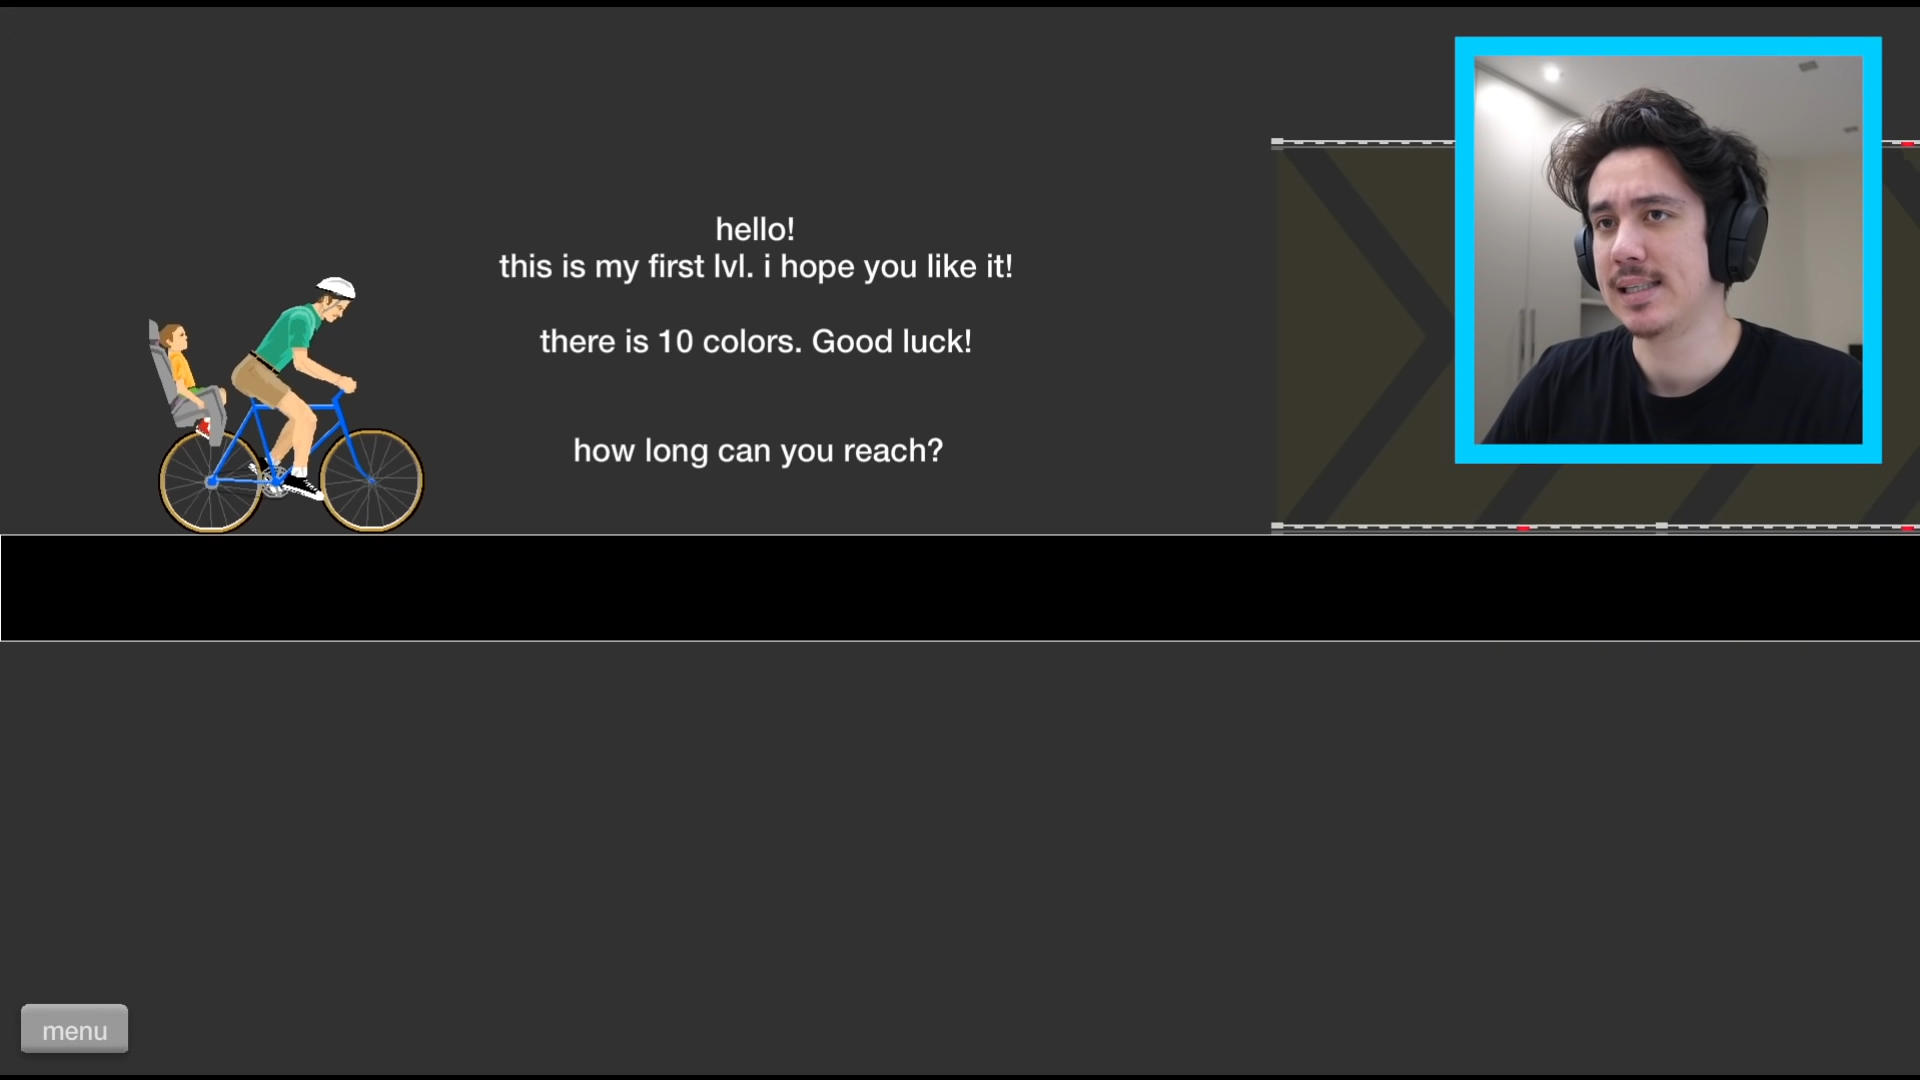 hello!
this is my first lvl. i hope you like it!
there is 10 colors. Good luck!
how long can you reach?
menu